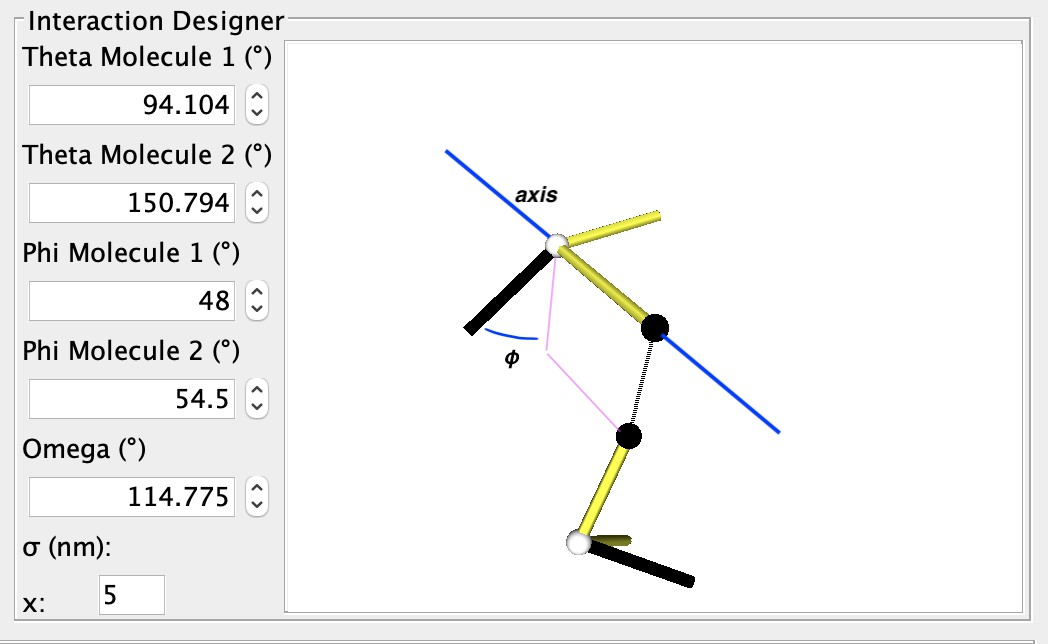 Interaction Designer
Theta Molecule 1 (°)
94.104
Theta Molecule 2 (°)
150.794
Phi Molecule 1 (°)
48
Phi Molecule 2 (°)
54.5
Omega (°)
114.775
σ (nm):
x:
5
axis
ϕ